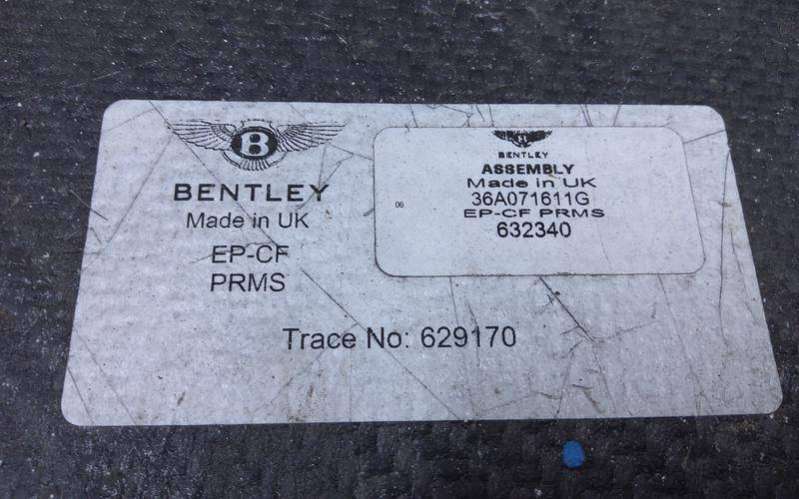 B
BENTLEY
Made in UK
EP-CF
PRMS
Trace No: 629170
06
BENTLEY
ASSEMBLY
Made in UK
36A071611G
EP-CF PRMS
632340